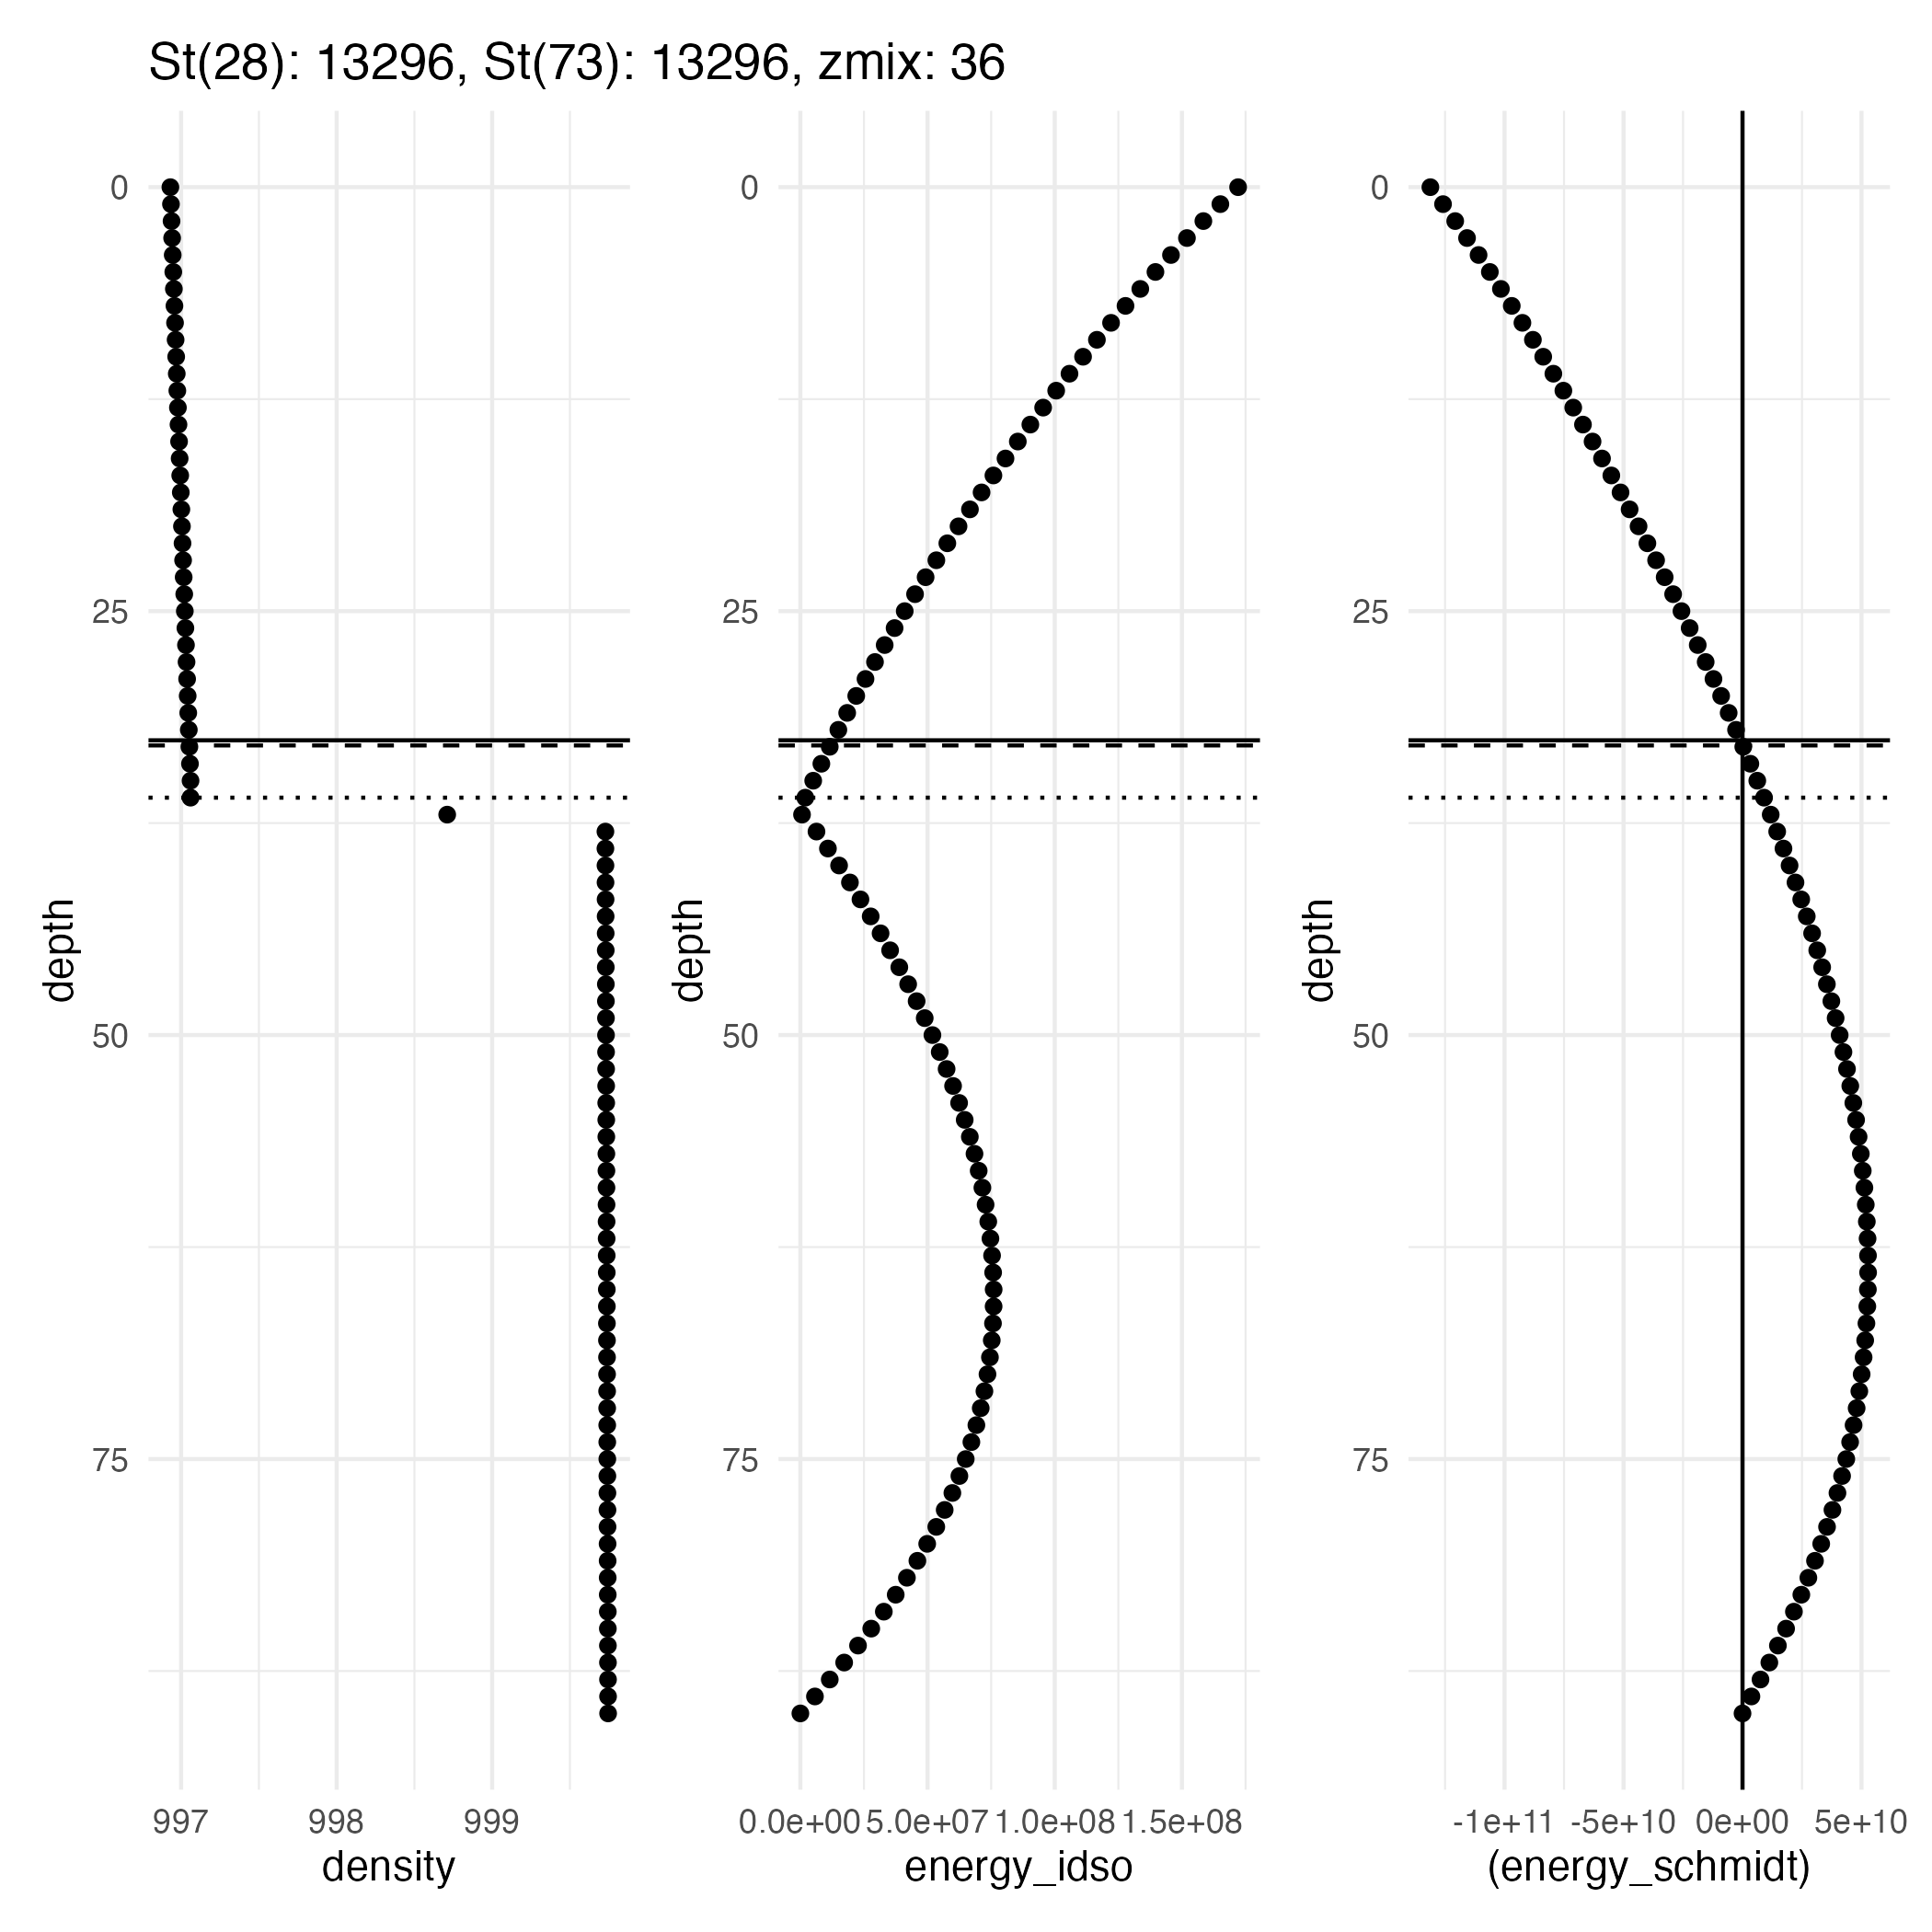 St(28): 13296, St(73): 13296, zmix: 36
0
25
50
75
depth
997 998 999
density
0
25
50
75
depth
0.0e+00 5.0e+07 1.0e+08 1.5e+08
energy_idso
0
25
50
75
depth
-1e+11 -5e+10 0e+00 5e+10
(energy_schmidt)